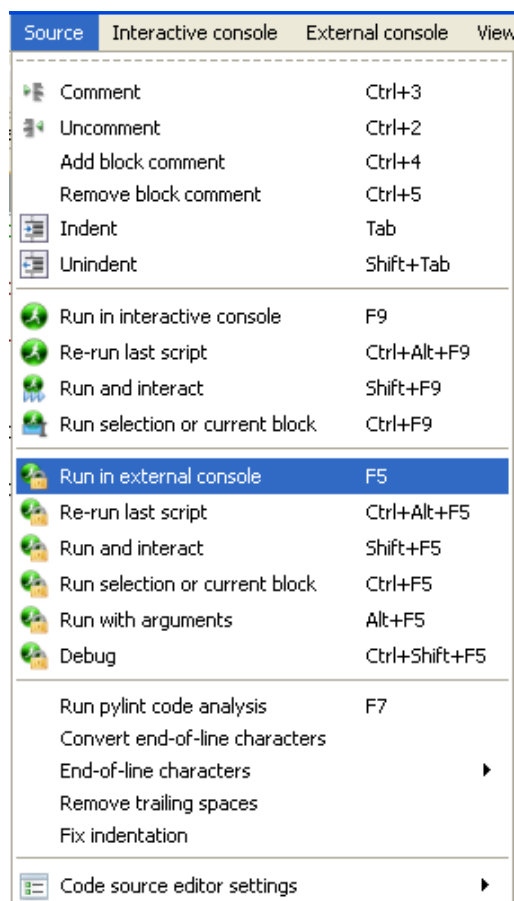 Source Interactive console External console View
Comment Ctrl+3
Uncomment Ctrl+2
Add block comment Ctrl+4
Remove block comment Ctrl+5
Indent Tab
Unindent Shift+Tab
Run in interactive console F9
Re-run last script Ctrl+Alt+F9
Run and interact Shift+F9
Run selection or current block Ctrl+F9
Run in external console F5
Re-run last script Ctrl+Alt+F5
Run and interact Shift+F5
Run selection or current block Ctrl+F5
Run with arguments Alt+F5
Debug Ctrl+Shift+F5
Run pylint code analysis F7
Convert end-of-line characters
End-of-line characters
Remove trailing spaces
Fix indentation
Code source editor settings